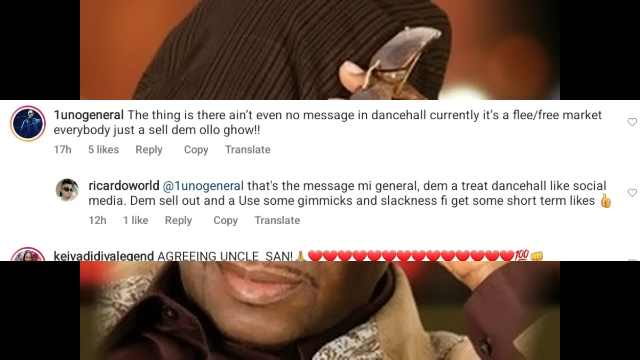 1unogeneral The thing is there ain't even no message in dancehall currently it's a flee/free market
everybody just a sell dem ollo ghow!!
17h 5 likes Reply Copy Translate
ricardoworld @1unogeneral that's the message mi general, dem a treat dancehall like social
media. Dem sell out and a Use some gimmicks and slackness fi get some short term likes 👍
12h 1 like Reply Copy Translate
keiyadidivalegend AGREEING UNCLE SAN!🙏❤️❤️❤️❤️❤️❤️❤️❤️❤️❤️❤️❤️❤️❤️💯👊